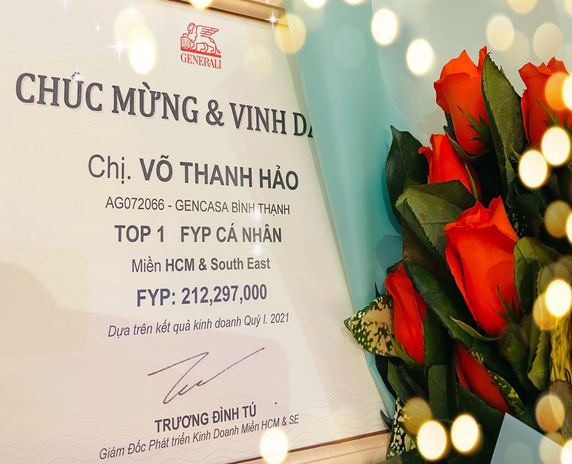 GENERALI
CHÚC MỪNG & VINH
Chị. VÕ THANH HẢO
AG072066 - GENCASA BÌNH THẠNH
TOP 1 FYP CÁ NHÂN
Miền HCM & South East
FYP: 212,297,000
Dựa trên kết quả kinh doanh Quý I. 2021
TRƯƠNG ĐÌNH TÚ
Giám Đốc Phát triển Kinh Doanh Miền HCM & SE